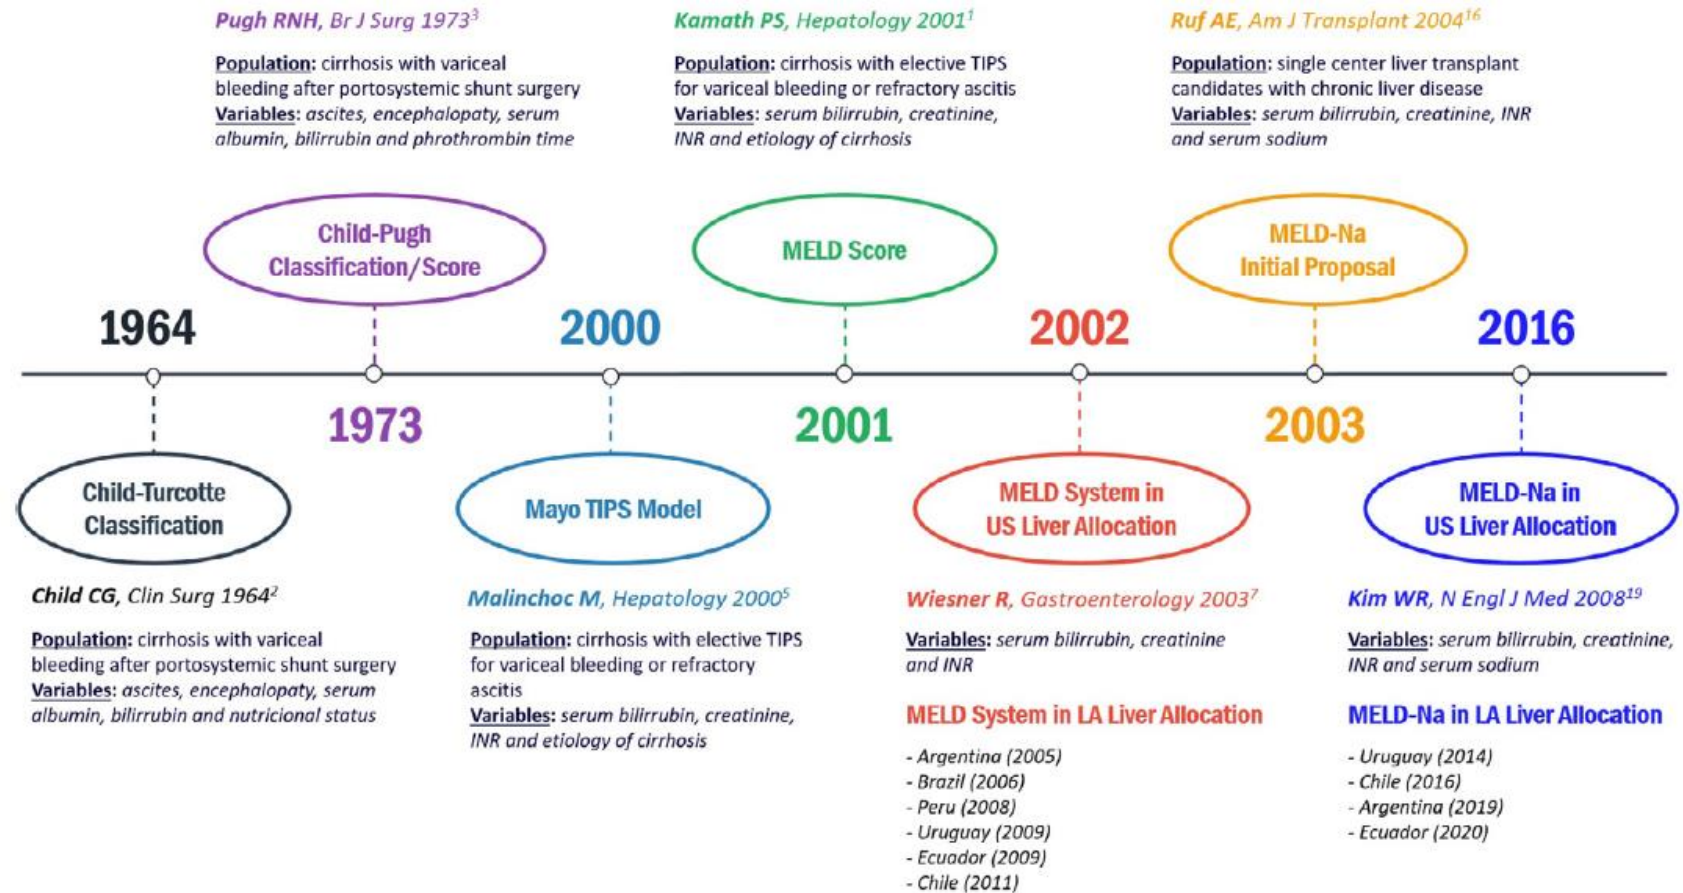 Pugh RNH, Br J Surg 1973³
Population: cirrhosis with variceal
bleeding after portosystemic shunt surgery
Variables: ascites, encephalopaty, serum
albumin, bilirrubin and phrothrombin time
Kamath PS, Hepatology 2001¹
Population: cirrhosis with elective TIPS
for variceal bleeding or refractory ascitis
Variables: serum bilirrubin, creatinine,
INR and etiology of cirrhosis
Ruf AE, Am J Transplant 2004¹⁶
Population: single center liver transplant
candidates with chronic liver disease
Variables: serum bilirrubin, creatinine, INR
and serum sodium
Child-Pugh
Classification/Score
MELD Score
MELD-Na
Initial Proposal
1964
2000
2002
2016
1973
2001
2003
Child-Turcotte
Classification
Mayo TIPS Model
MELD System in
US Liver Allocation
MELD-Na in
US Liver Allocation
Child CG, Clin Surg 1964²
Population: cirrhosis with variceal
bleeding after portosystemic shunt surgery
Variables: ascites, encephalopaty, serum
albumin, bilirrubin and nutricional status
Malinchoc M, Hepatology 2000⁵
Population: cirrhosis with elective TIPS
for variceal bleeding or refractory
ascitis
Variables: serum bilirrubin, creatinine,
INR and etiology of cirrhosis
Wiesner R, Gastroenterology 2003⁷
Variables: serum bilirrubin, creatinine
and INR
MELD System in LA Liver Allocation
- Argentina (2005)
- Brazil (2006)
- Peru (2008)
- Uruguay (2009)
- Ecuador (2009)
- Chile (2011)
Kim WR, N Engl J Med 2008¹⁹
Variables: serum bilirrubin, creatinine,
INR and serum sodium
MELD-Na in LA Liver Allocation
- Uruguay (2014)
- Chile (2016)
- Argentina (2019)
- Ecuador (2020)